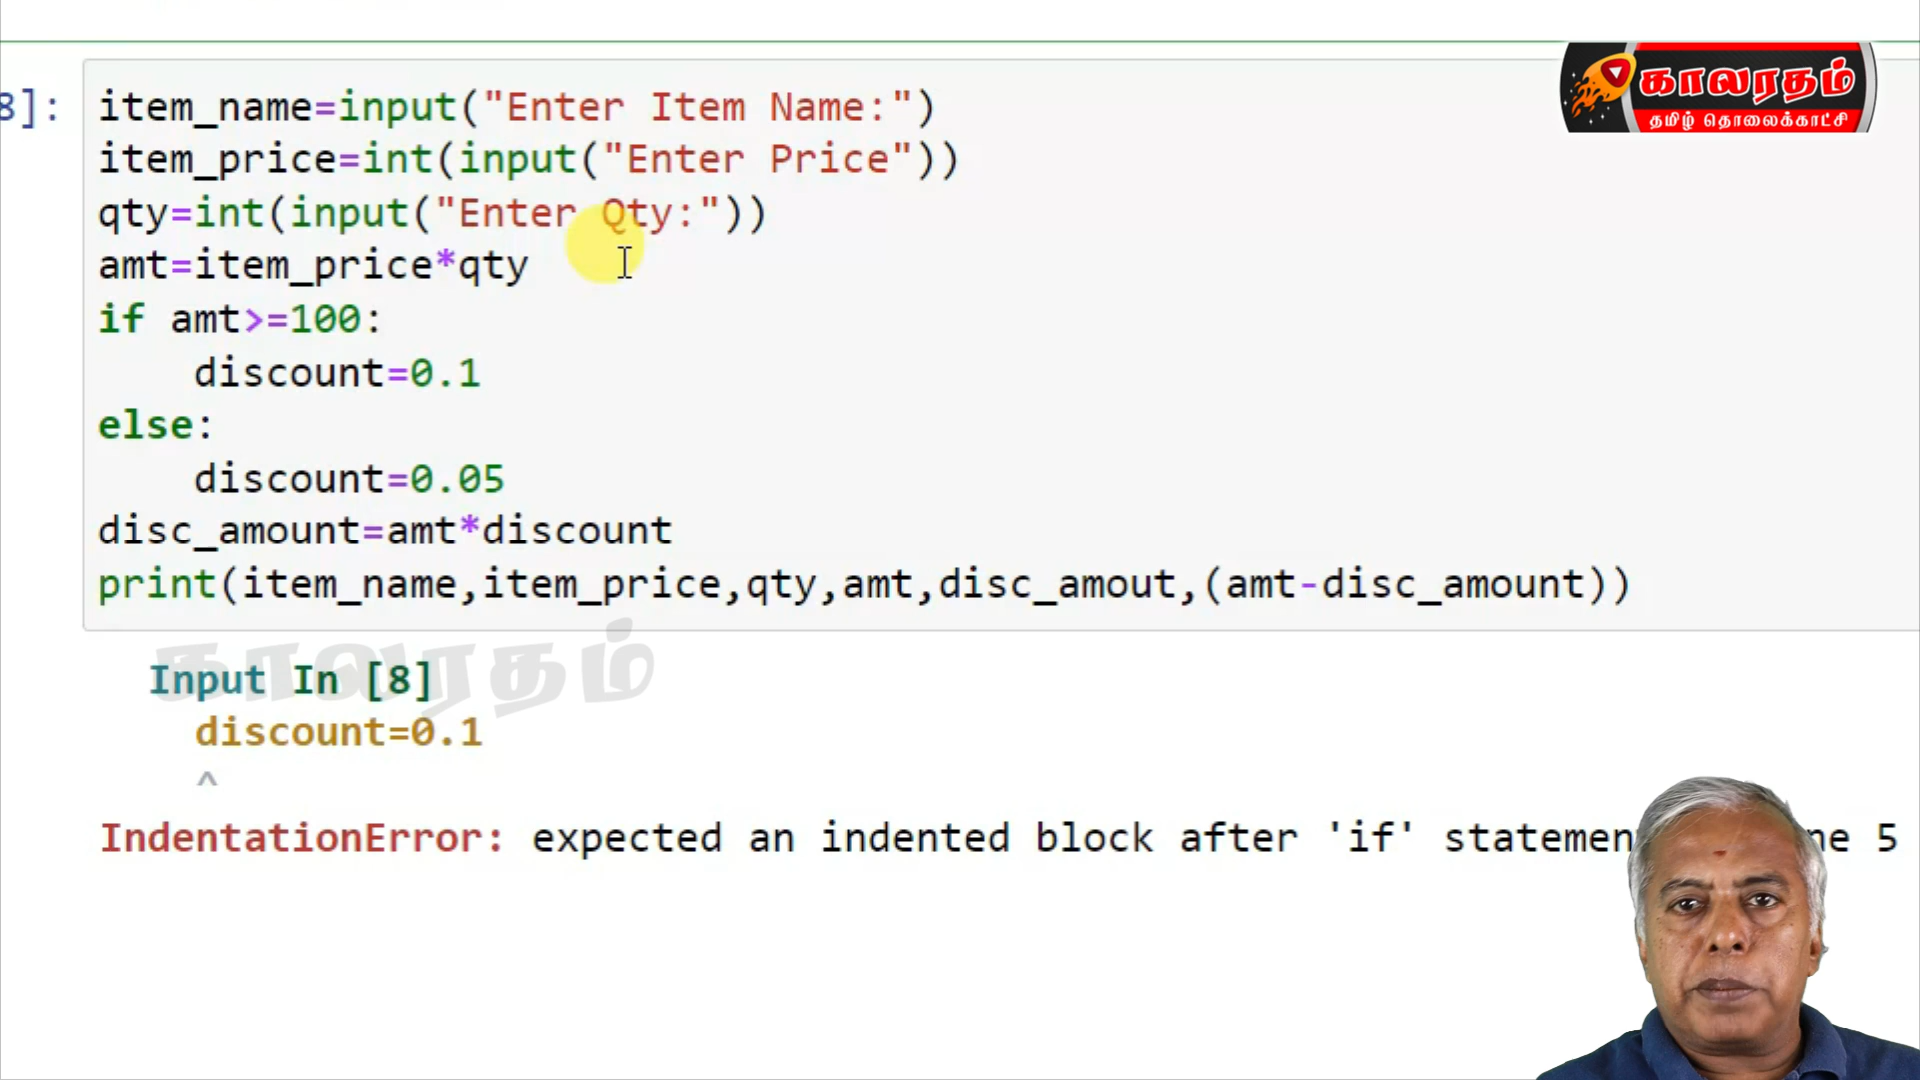 காலரதம்
தமிழ் தொலைக்காட்சி
8]:
item_name=input("Enter Item Name:")
item_price=int(input("Enter Price"))
qty=int(input("Enter Qty:"))
amt=item_price*qty
if amt>=100:
    discount=0.1
else:
    discount=0.05
disc_amount=amt*discount
print(item_name,item_price,qty,amt,disc_amout,(amt-disc_amount))
காலரதம்
Input In [8]
discount=0.1
^
IndentationError: expected an indented block after 'if' statemen ne 5